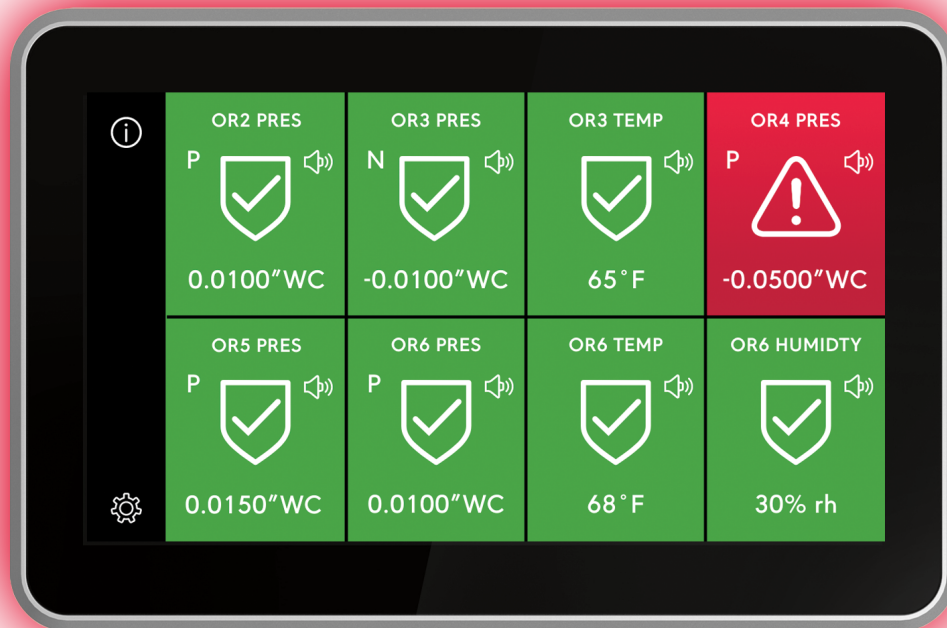 OR2 PRES
P
0.0100"WC
OR3 PRES
N
-0.0100"WC
OR3 TEMP
65°F
OR4 PRES
P
-0.0500"WC
OR5 PRES
P
0.0150"WC
OR6 PRES
P
0.0100"WC
OR6 TEMP
68°F
OR6 HUMIDTY
30% rh